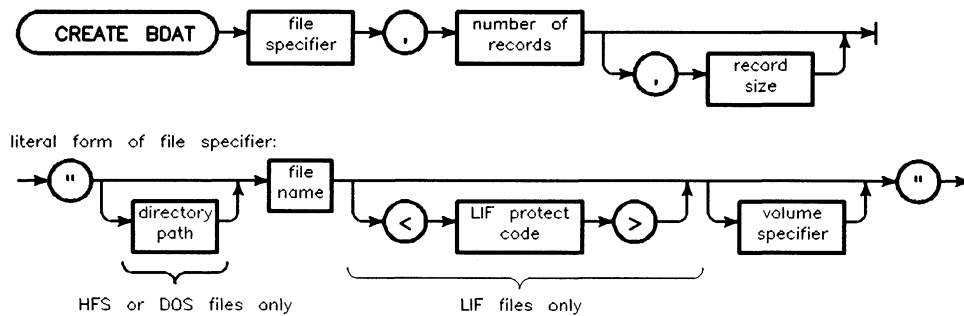 CREATE BDAT file specifier , number of records , record size
literal form of file specifier:
" directory path file name < LIF protect code > volume specifier "
HFS or DOS files only LIF files only